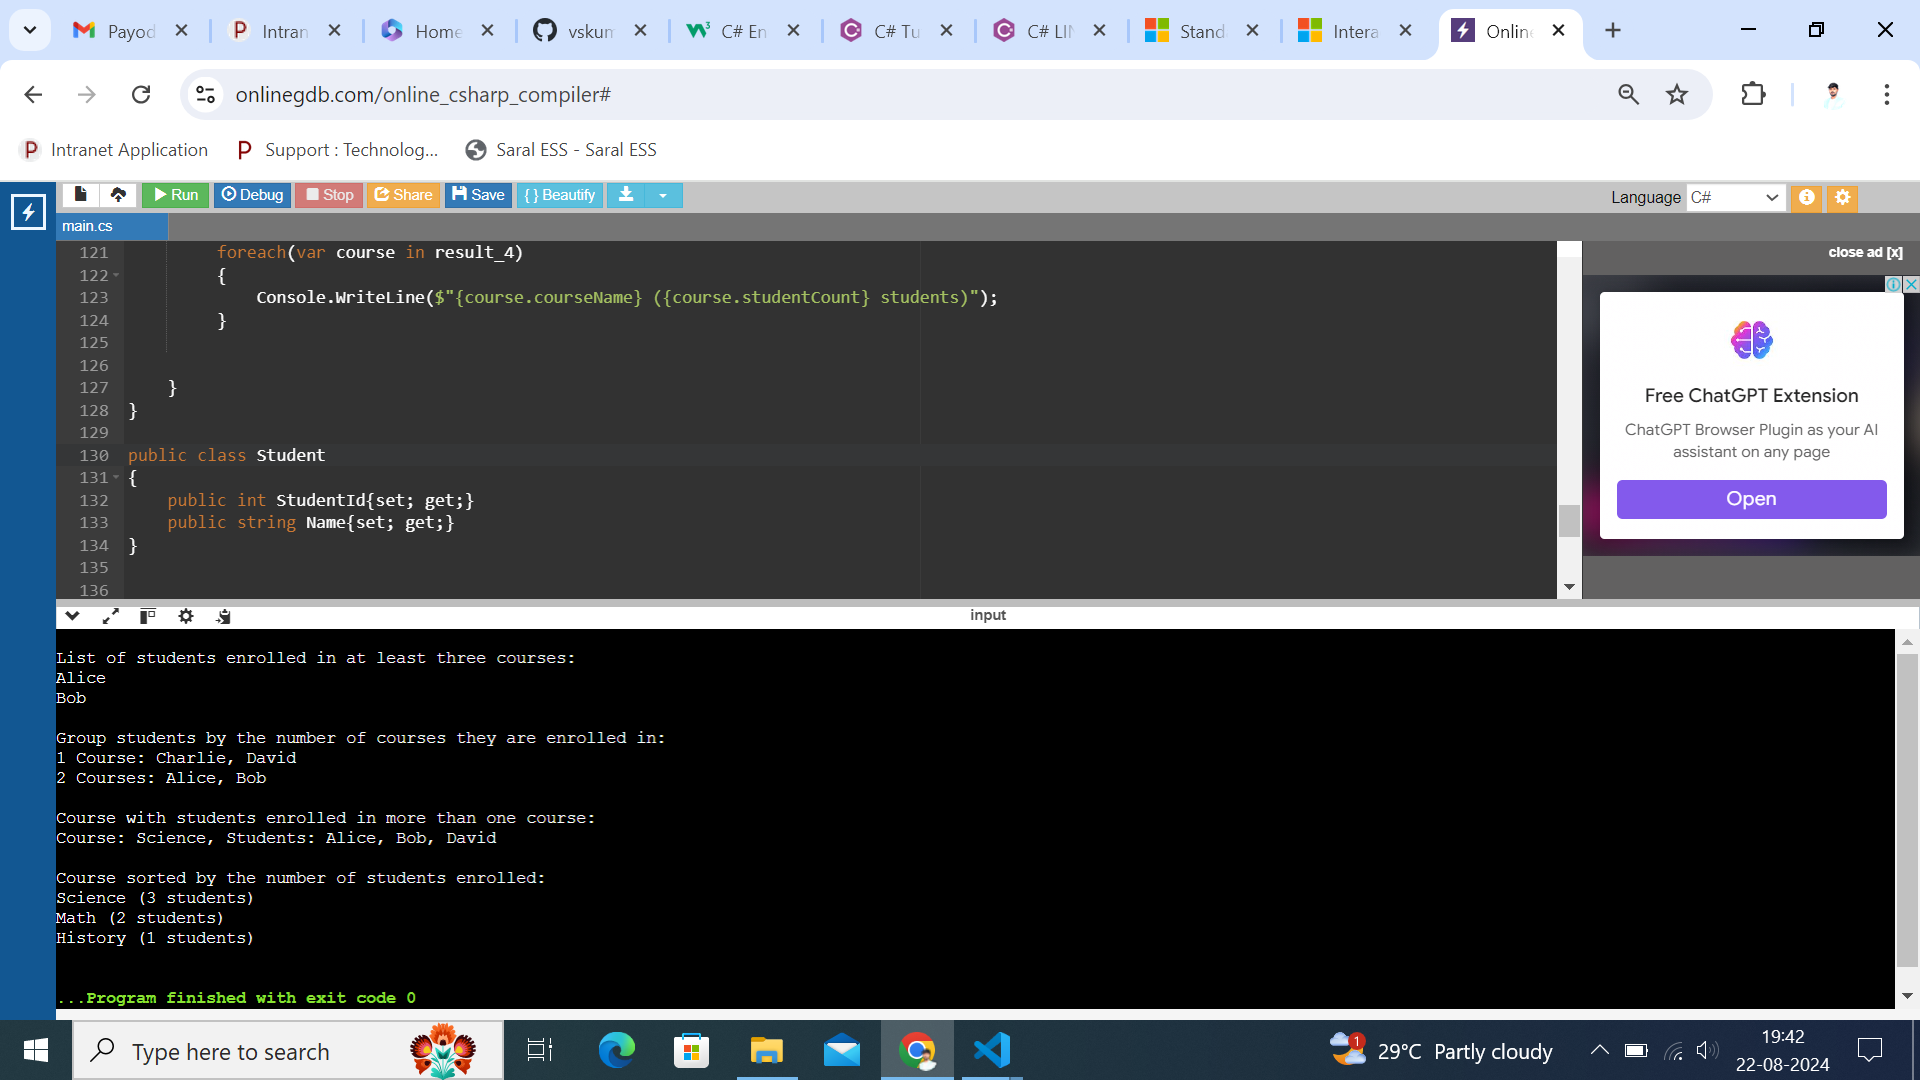 Payod
Intran
Home
vskum
C# En
C# Tu
C# LIN
Stand
Intera
Online
onlinegdb.com/online_csharp_compiler#
Intranet Application
Support : Technolog...
Saral ESS - Saral ESS
Run
Debug
Stop
Share
Save
{ } Beautify
Language C#
main.cs
121 foreach(var course in result_4)
122 {
123 Console.WriteLine($"{course.courseName} ({course.studentCount} students)");
124 }
125
126
127 }
128 }
129
130 public class Student
131 {
132 public int StudentId{set; get;}
133 public string Name{set; get;}
134 }
135
136
close ad [x]
Free ChatGPT Extension
ChatGPT Browser Plugin as your AI
assistant on any page
Open
input
List of students enrolled in at least three courses:
Alice
Bob
Group students by the number of courses they are enrolled in:
1 Course: Charlie, David
2 Courses: Alice, Bob
Course with students enrolled in more than one course:
Course: Science, Students: Alice, Bob, David
Course sorted by the number of students enrolled:
Science (3 students)
Math (2 students)
History (1 students)
...Program finished with exit code 0
Type here to search
1
29°C Partly cloudy
19:42
22-08-2024